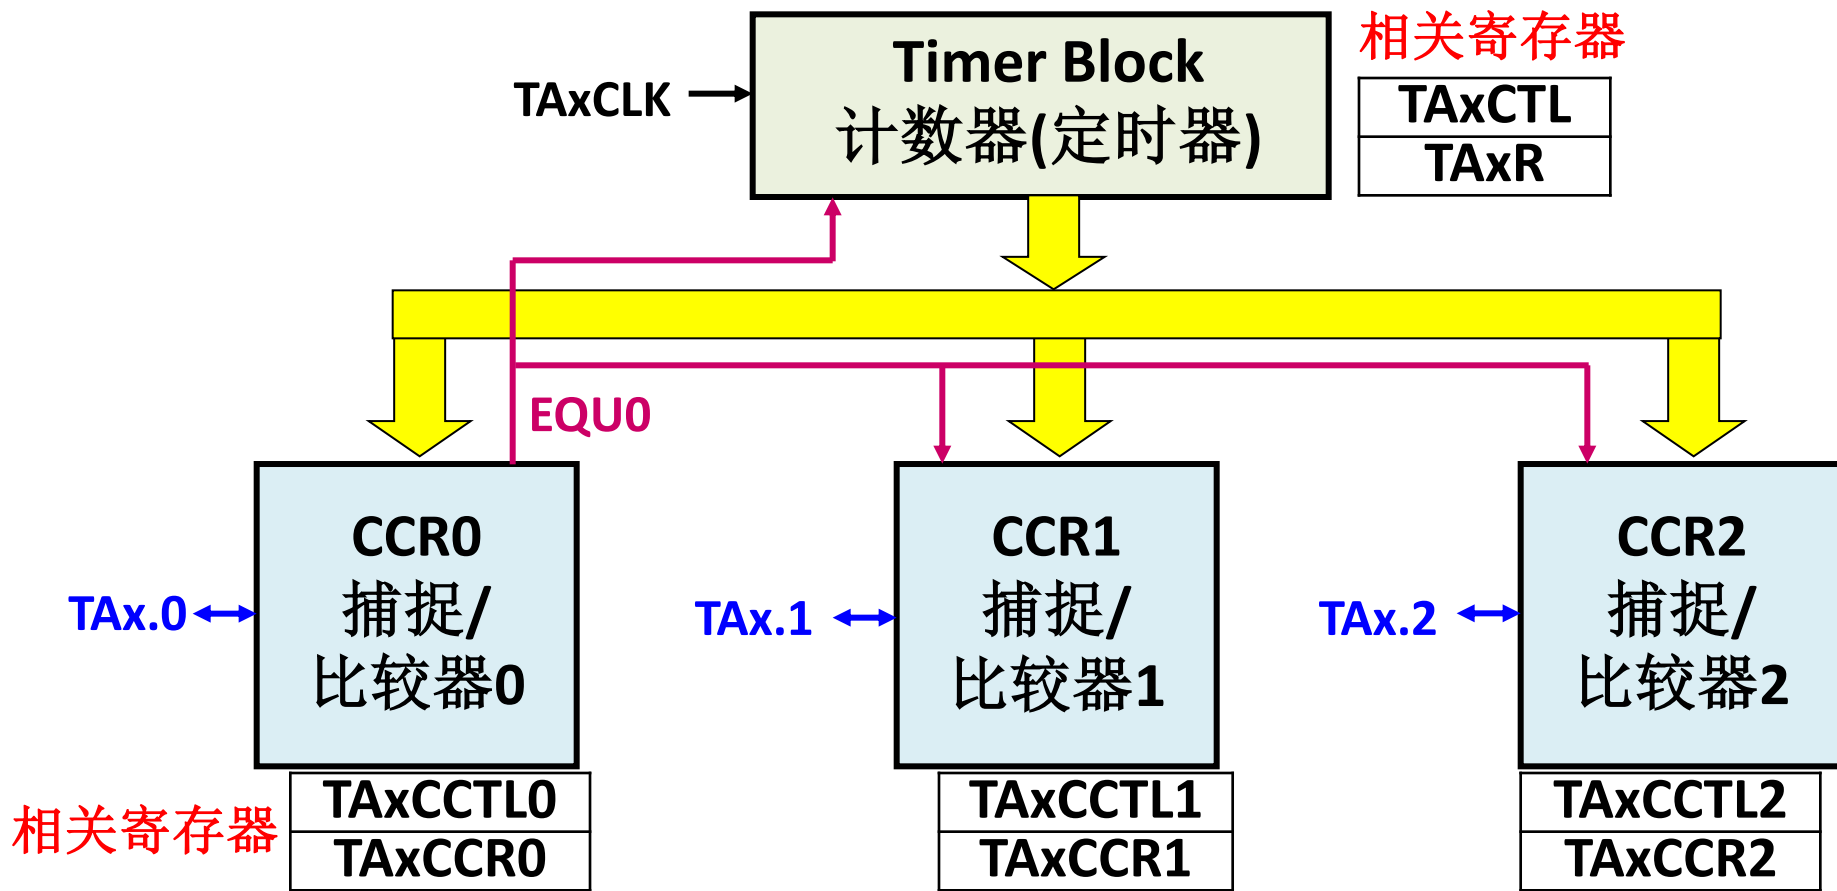 Timer Block
计数器(定时器)
TAxCLK
相关寄存器
TAxCTL
TAxR
EQU0
CCR0
捕捉/
比较器0
TAx.0
CCR1
捕捉/
比较器1
TAx.1
CCR2
捕捉/
比较器2
TAx.2
相关寄存器
TAxCCTL0
TAxCCR0
TAxCCTL1
TAxCCR1
TAxCCTL2
TAxCCR2